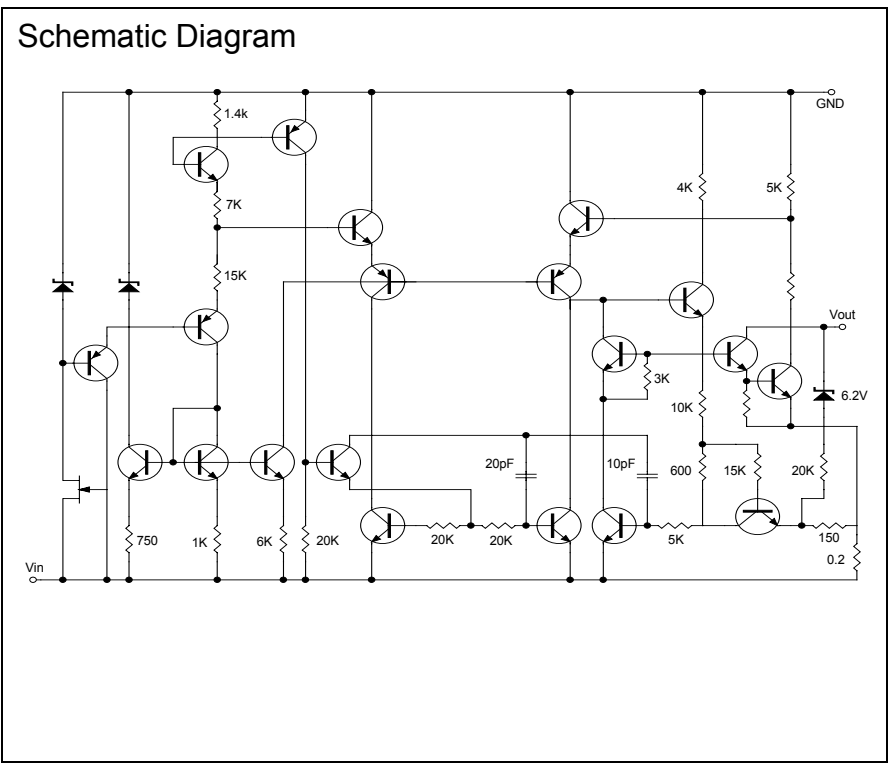 Schematic Diagram
GND
1.4k
4K
5K
7K
15K
Vout
3K
6.2V
10K
20pF
10pF
600
15K
20K
750
1K
6K
20K
20K
20K
5K
150
0.2
Vin